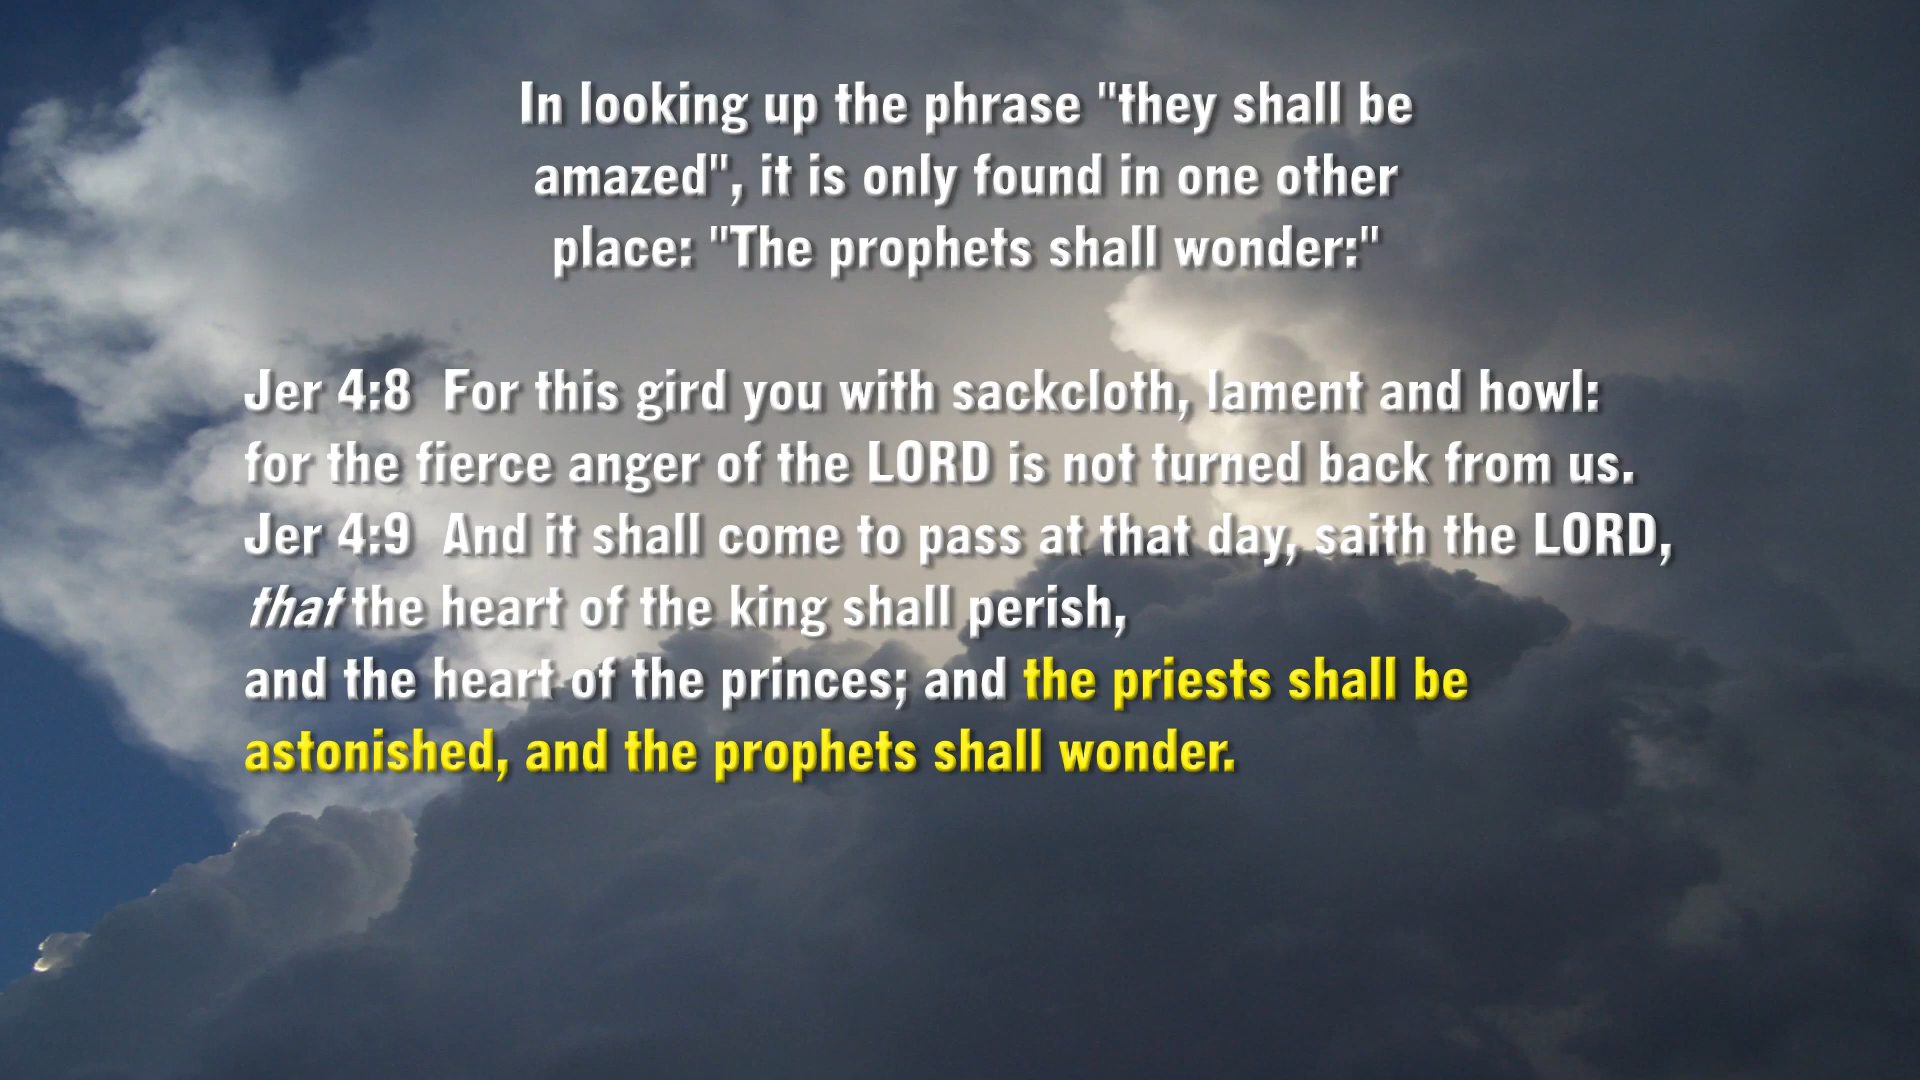 In looking up the phrase "they shall be
amazed", it is only found in one other
place: "The prophets shall wonder:"
Jer 4:8  For this gird you with sackcloth, lament and howl:
for the fierce anger of the LORD is not turned back from us.
Jer 4:9  And it shall come to pass at that day, saith the LORD,
that the heart of the king shall perish,
and the heart of the princes; and the priests shall be
astonished, and the prophets shall wonder.